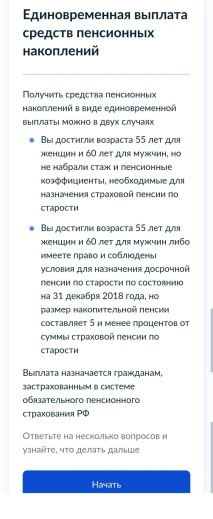 Единовременная выплата
средств пенсионных
накоплений
Получить средства пенсионных
накоплений в виде единовременной
выплаты можно в двух случаях
Вы достигли возраста 55 лет для
женщин и 60 лет для мужчин, но
не набрали стаж и пенсионные
коэффициенты, необходимые для
назначения страховой пенсии по
старости
Вы достигли возраста 55 лет для
женщин и 60 лет для мужчин либо
имеете право и соблюдены
условия для назначения досрочной
пенсии по старости по состоянию
на 31 декабря 2018 года, но
размер накопительной пенсии
составляет 5 и менее процентов от
суммы страховой пенсии по
старости
Выплата назначается гражданам,
застрахованным в системе
обязательного пенсионного
страхования РФ
Ответьте на несколько вопросов и
узнайте, что делать дальше
Начать